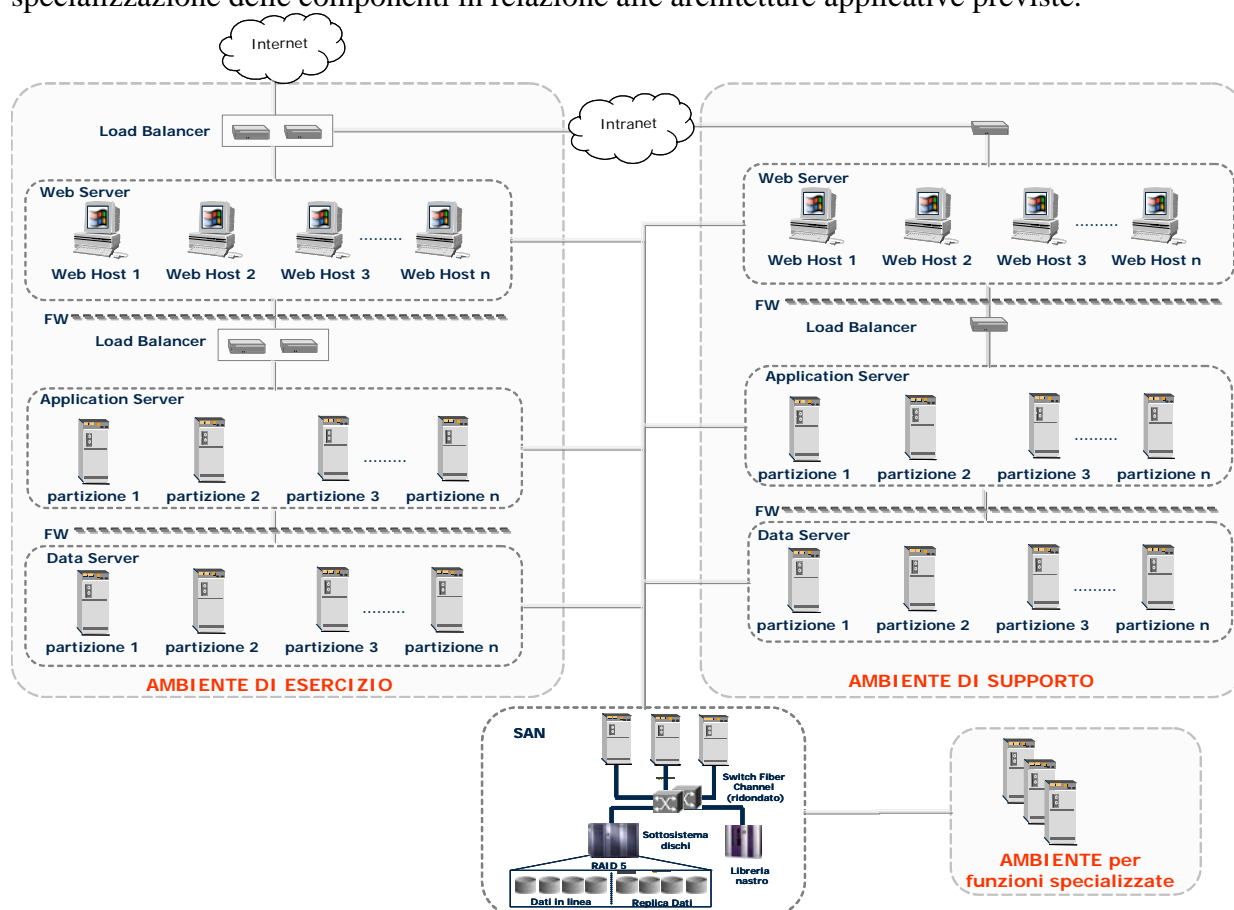 specializzazione delle componenti in relazione alle architetture applicative previste.
Internet
Load Balancer
Intranet
Web Server
Web Host 1 Web Host 2 Web Host 3 ......... Web Host n
FW
Load Balancer
Application Server
partizione 1 partizione 2 partizione 3 ......... partizione n
FW
Data Server
partizione 1 partizione 2 partizione 3 ......... partizione n
AMBIENTE DI ESERCIZIO
Web Server
Web Host 1 Web Host 2 Web Host 3 ......... Web Host n
FW
Load Balancer
Application Server
partizione 1 partizione 2 partizione 3 ......... partizione n
FW
Data Server
partizione 1 partizione 2 partizione 3 ......... partizione n
AMBIENTE DI SUPPORTO
SAN
Switch Fiber
Channel
(ridondato)
Sottosistema
dischi
RAID 5
Libreria
nastro
Dati in linea Replica Dati
AMBIENTE per
funzioni specializzate